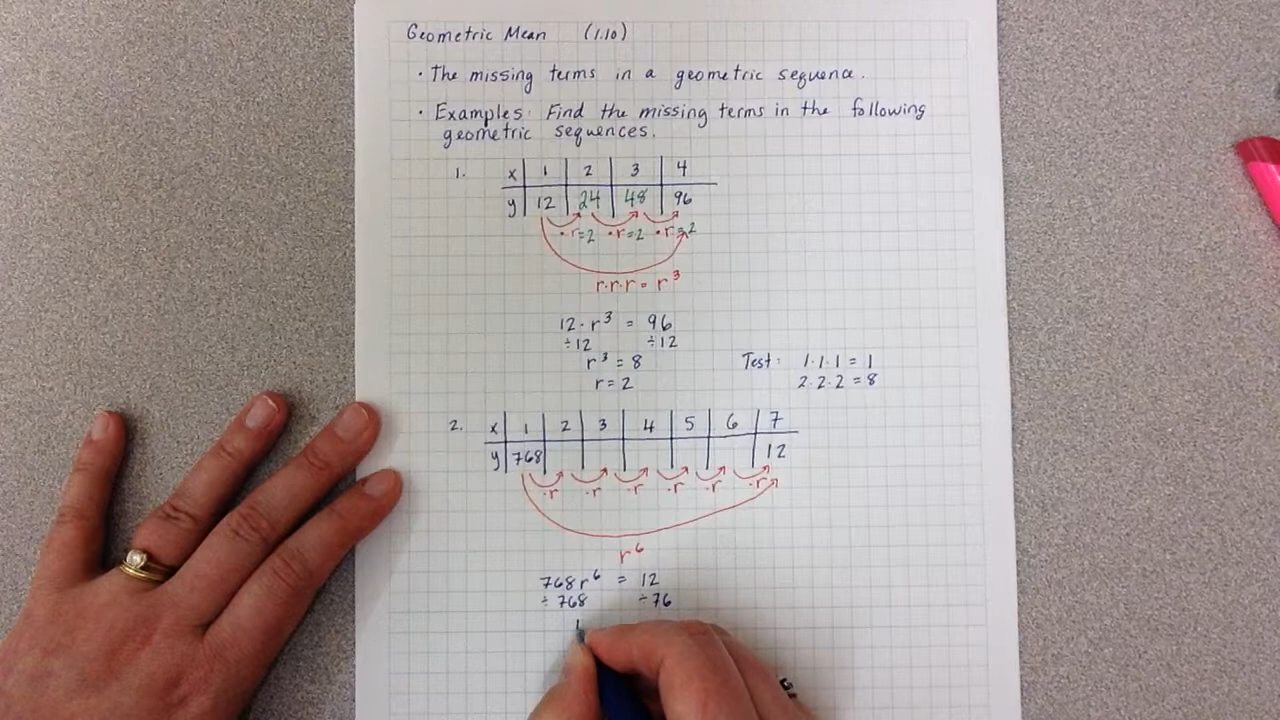 Geometric Mean (1.10)
· The missing terms in a geometric sequence.
· Examples: Find the missing terms in the following
geometric sequences.
1. x 1 2 3 4
y 12 24 48 96
·r=2 ·r=2 ·r=2
r·r·r = r³
12·r³ = 96
÷12 ÷12
r³ = 8
r = 2
Test: 1·1·1 = 1
2·2·2 = 8
2. x 1 2 3 4 5 6 7
y 768 12
·r ·r ·r ·r ·r ·r
r⁶
768r⁶ = 12
÷768 ÷76